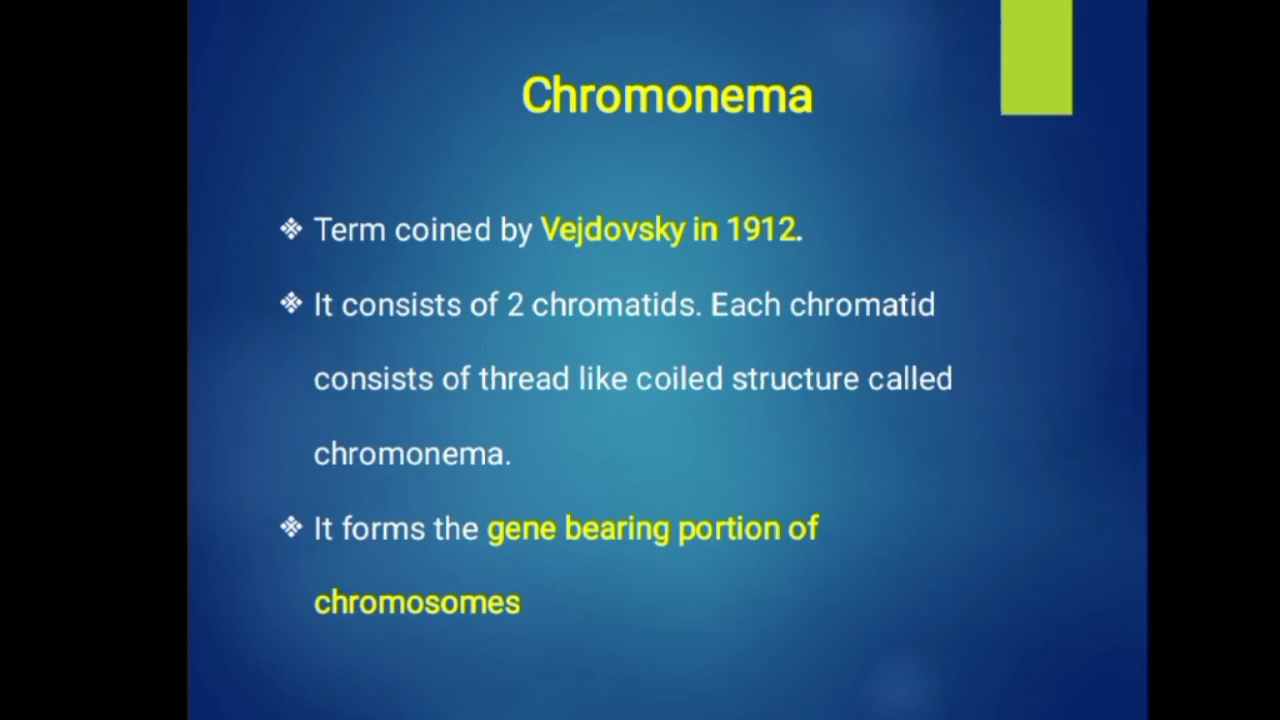 Chromonema
❖ Term coined by Vejdovsky in 1912.
❖ It consists of 2 chromatids. Each chromatid
consists of thread like coiled structure called
chromonema.
❖ It forms the gene bearing portion of
chromosomes